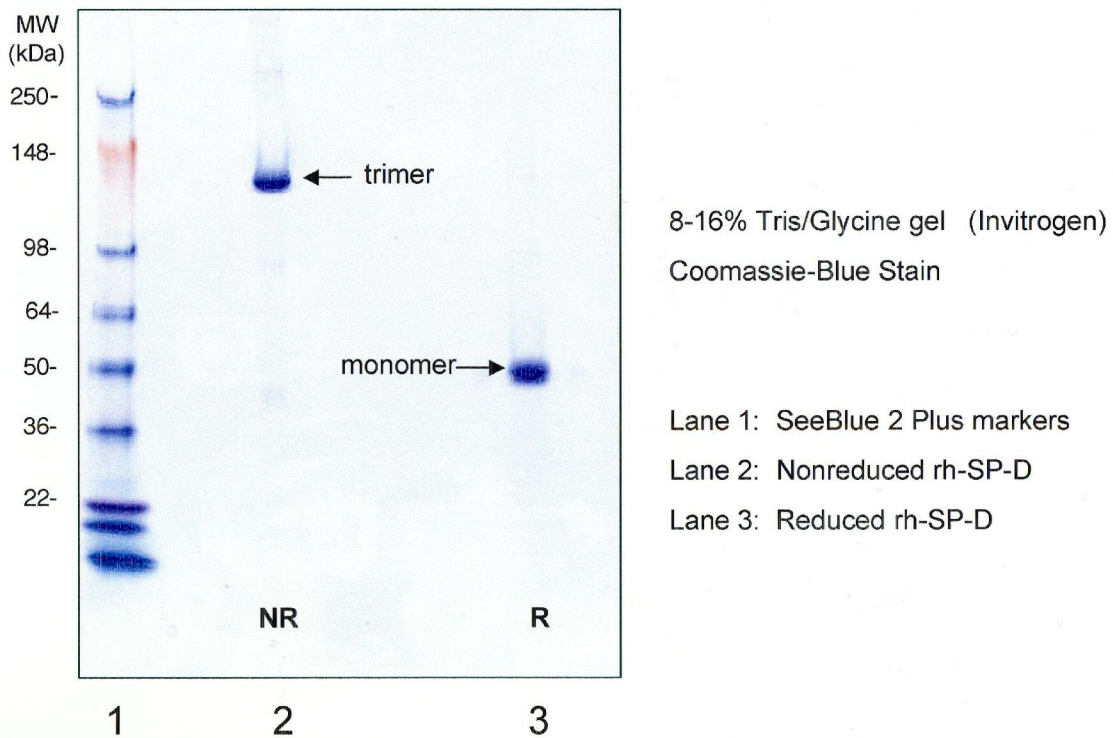 MW
(kDa)
250-
148-
98-
64-
50-
36-
22-
trimer
monomer
NR
R
1
2
3
8-16% Tris/Glycine gel (Invitrogen)
Coomassie-Blue Stain
Lane 1: SeeBlue 2 Plus markers
Lane 2: Nonreduced rh-SP-D
Lane 3: Reduced rh-SP-D